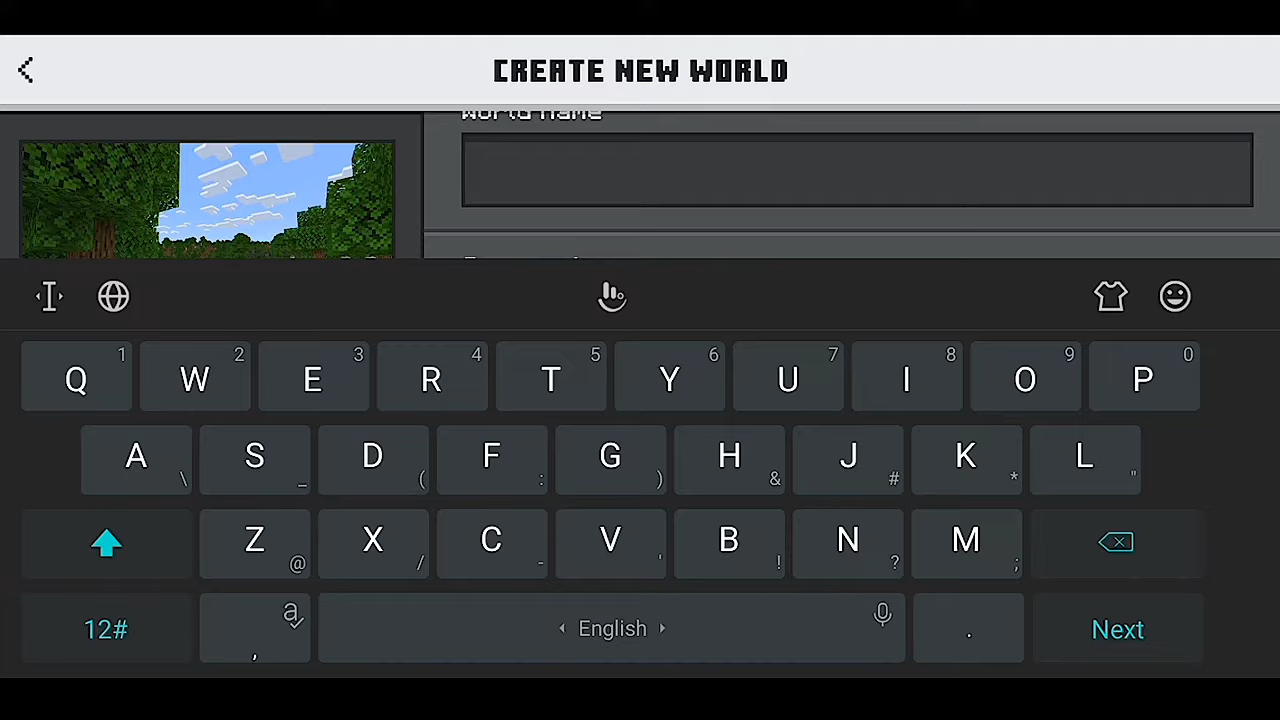 CREATE NEW WORLD
World Name
1 2 3 4 5 6 7 8 9 0
Q W E R T Y U I O P
A S D F G H J K L
\ _ ( : ) & # * "
Z X C V B N M
@ / - ' ! ? ;
12# , a English . Next